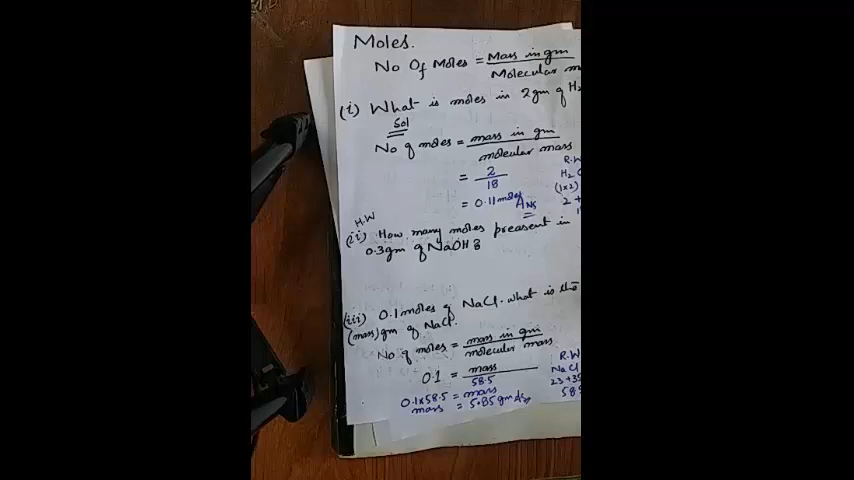 Moles.
No Of Moles = Mass in gm
Molecular m
(i) What is moles in 2gm of H2
Sol
No of moles = mass in gm
molecular mass
= 2
18
= 0.11 moles Ans
R.W
H2
(1x2)
2 +
H.W
(ii) How many moles preasent in
0.3gm of NaOH?
(iii) 0.1 moles of NaCl. what is the
(mass) gm of NaCl.
No of moles = mass in gm
molecular mass
0.1 = mass
58.5
0.1x58.5 = mass
mass = 5.85 gm
R.W
NaCl
23+35
58.5